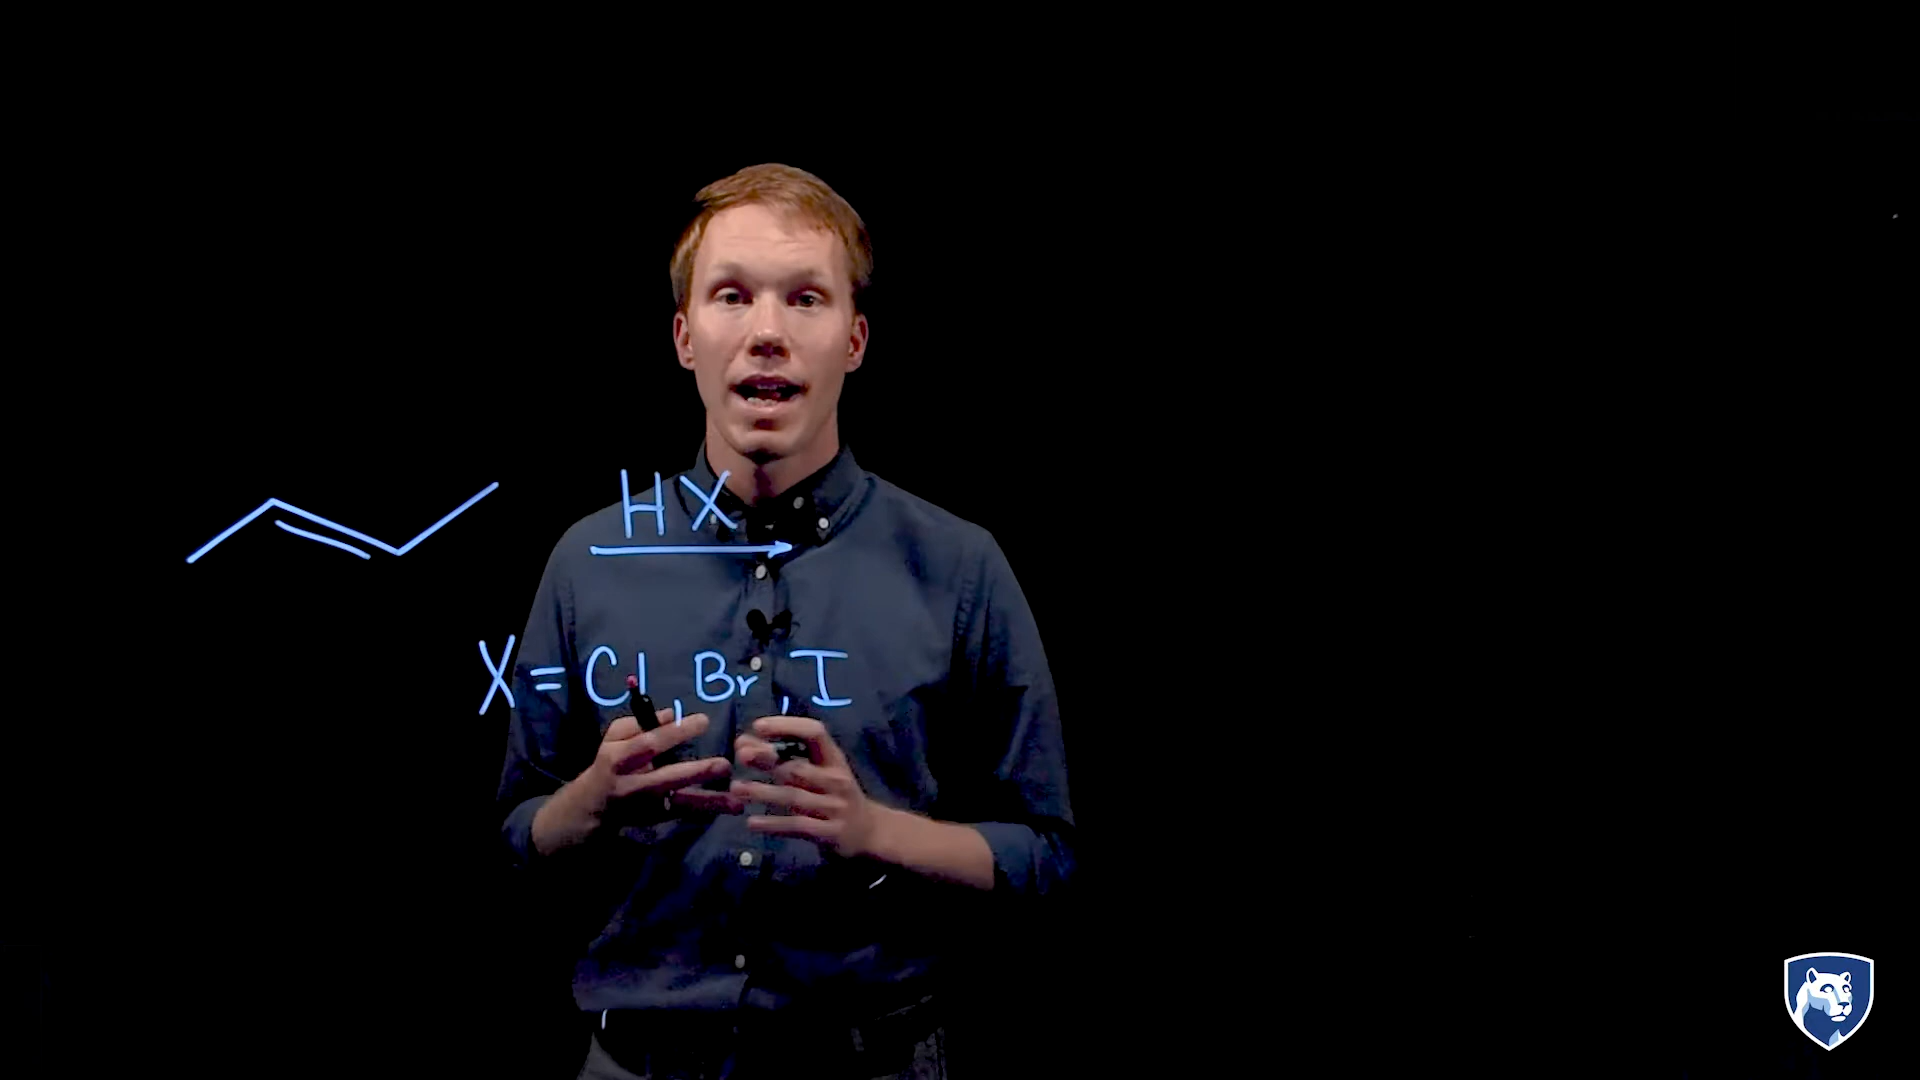 HX
X = Cl, Br, I